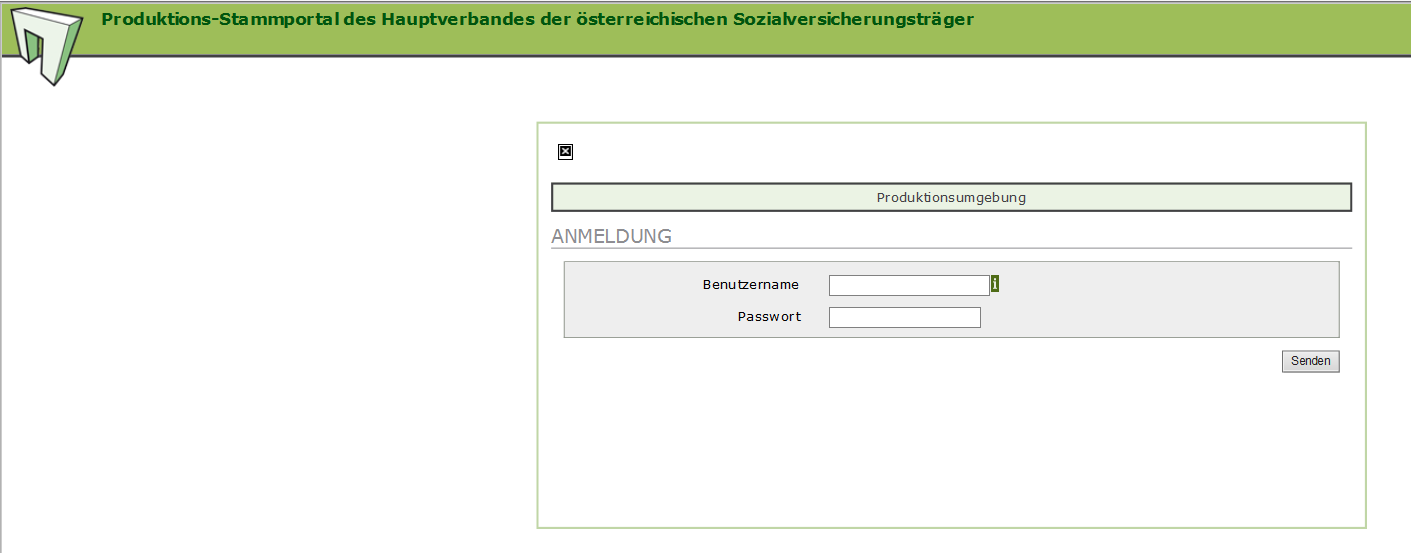 Produktions-Stammportal des Hauptverbandes der österreichischen Sozialversicherungsträger
Produktionsumgebung
ANMELDUNG
Benutzername
i
Passwort
Senden